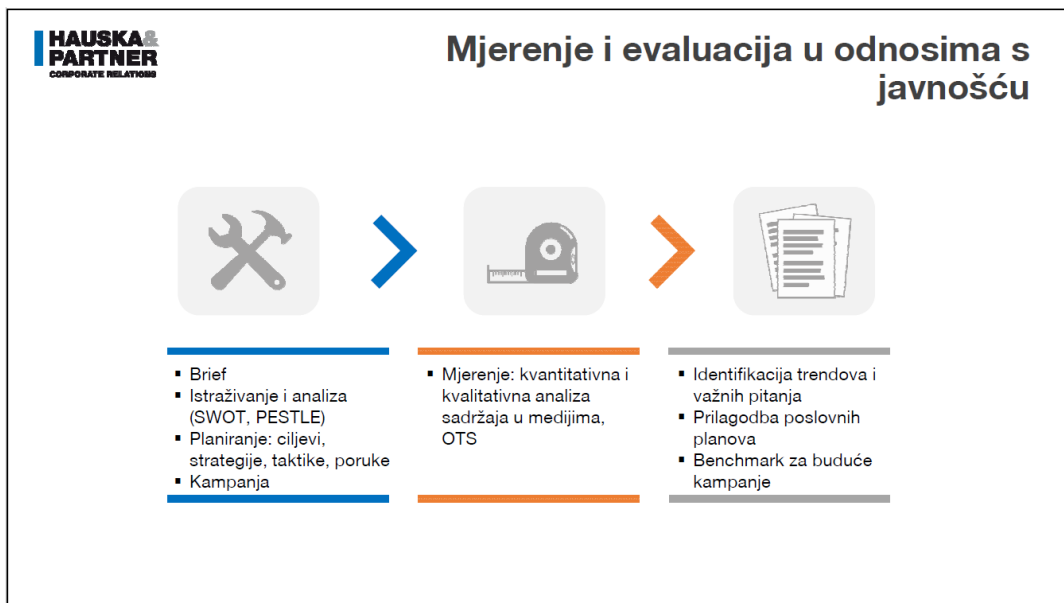 HAUSKA&
PARTNER
CORPORATE RELATIONS
Mjerenje i evaluacija u odnosima s
javnošću
▪ Brief
▪ Istraživanje i analiza
(SWOT, PESTLE)
▪ Planiranje: ciljevi,
strategije, taktike, poruke
▪ Kampanja
▪ Mjerenje: kvantitativna i
kvalitativna analiza
sadržaja u medijima,
OTS
▪ Identifikacija trendova i
važnih pitanja
▪ Prilagodba poslovnih
planova
▪ Benchmark za buduće
kampanje